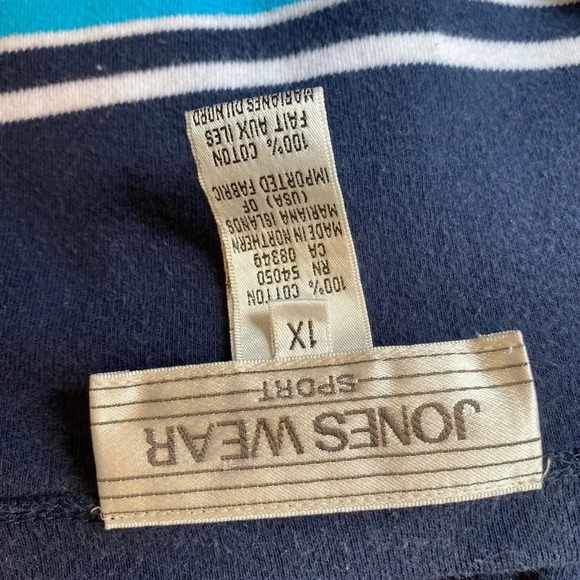 JONES WEAR
SPORT
1X
100% COTTON
RN 54050
CA 08349
MADE IN NORTHERN
MARIANA ISLANDS
(USA) OF
IMPORTED FABRIC
100% COTON
FAIT AUX ILES
MARIANES DU NORD